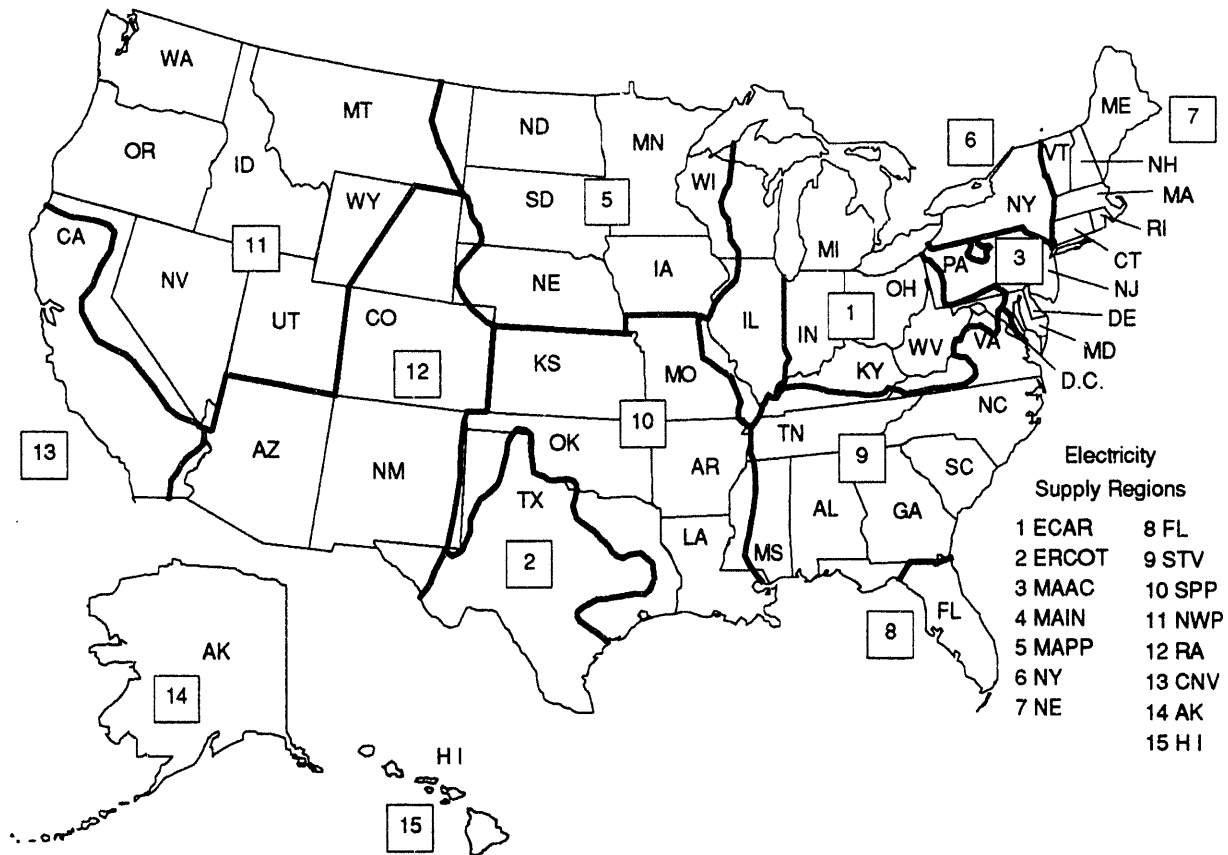 WA
MT
ME
7
ND
MN
6
VT
OR
ID
NH
WI
WY
SD
5
NY
MA
CA
RI
11
MI
3
CT
NV
IA
PA
NE
OH
NJ
UT
CO
IL
IN
1
DE
WV
VA
MD
KS
MO
KY
12
D.C.
NC
10
TN
13
AZ
OK
9
Electricity
NM
AR
SC
Supply Regions
TX
AL
GA
1 ECAR 8 FL
LA
MS
2 ERCOT 9 STV
2
3 MAAC 10 SPP
FL
4 MAIN 11 NWP
8
AK
5 MAPP 12 RA
6 NY 13 CNV
14
7 NE 14 AK
15 H I
H I
15